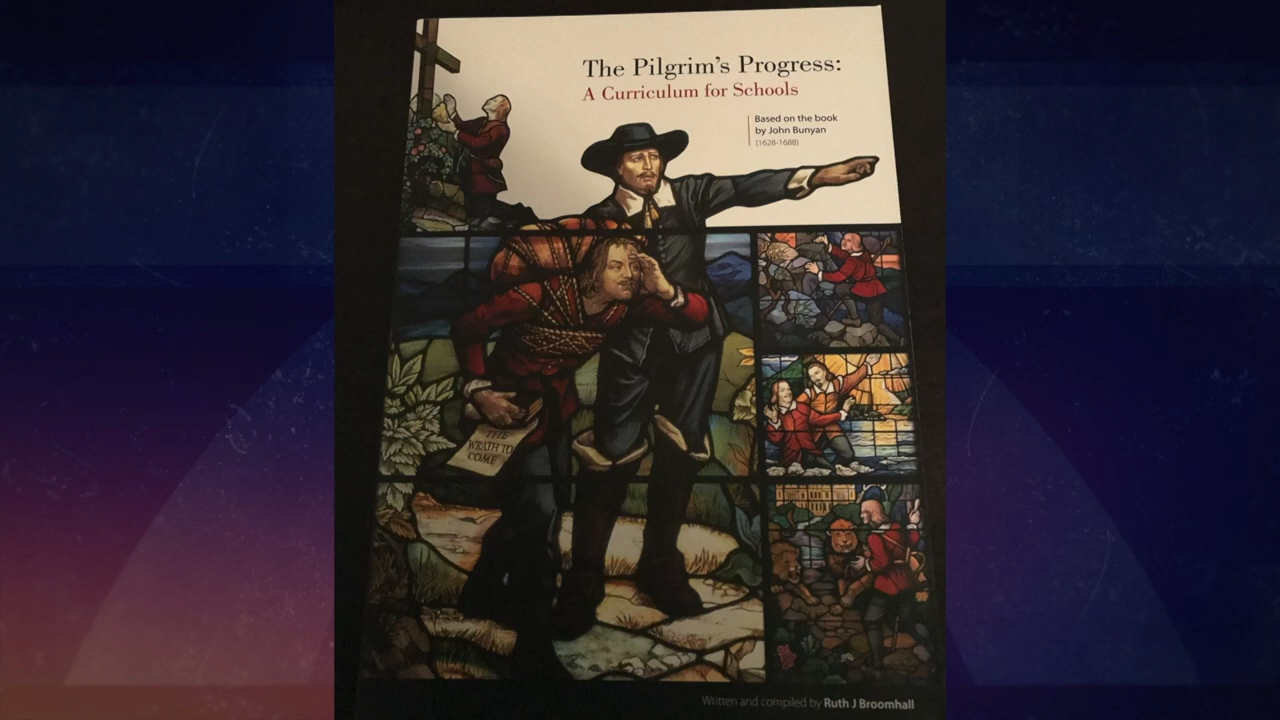 The Pilgrim's Progress:
A Curriculum for Schools
Based on the book
by John Bunyan
(1628-1688)
THE
WRATH TO
COME
Written and compiled by Ruth J Broomhall